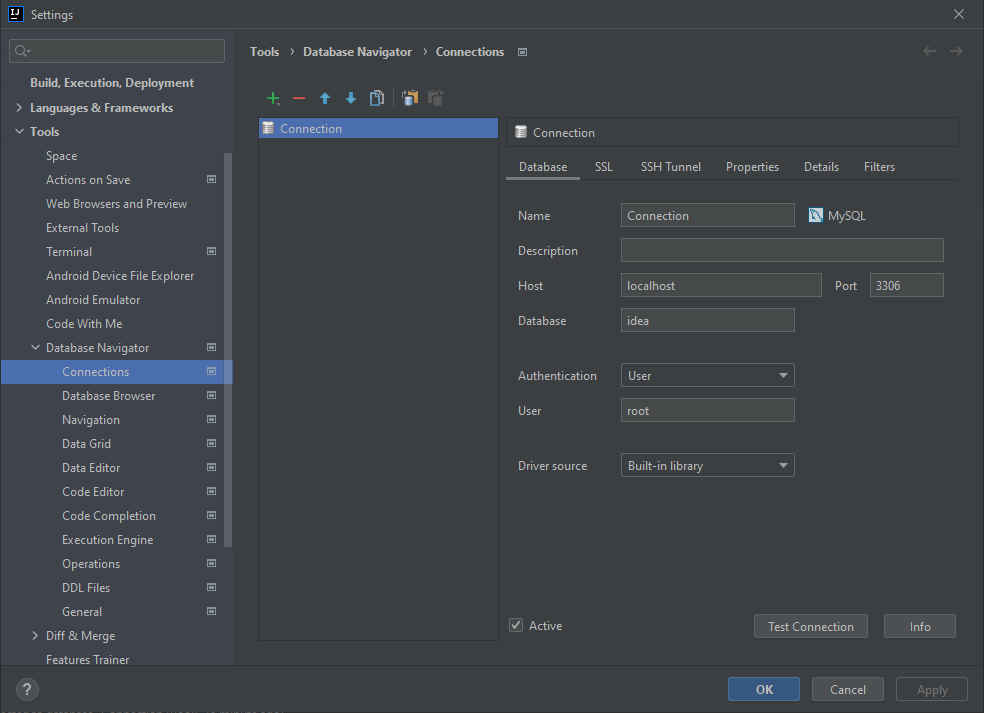 IJ
Settings
Tools › Database Navigator › Connections
Build, Execution, Deployment
Languages & Frameworks
Tools
Space
Actions on Save
Web Browsers and Preview
External Tools
Terminal
Android Device File Explorer
Android Emulator
Code With Me
Database Navigator
Connections
Database Browser
Navigation
Data Grid
Data Editor
Code Editor
Code Completion
Execution Engine
Operations
DDL Files
General
Diff & Merge
Features Trainer
Connection
Connection
Database SSL SSH Tunnel Properties Details Filters
Name Connection MySQL
Description
Host localhost Port 3306
Database idea
Authentication User
User root
Driver source Built-in library
Active Test Connection Info
? OK Cancel Apply